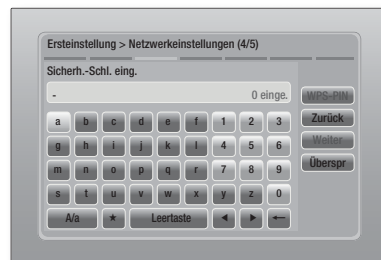 Ersteinstellung > Netzwerkeinstellungen (4/5)
Sicherh.-Schl. eing.
- 0 einge. WPS-PIN
a b c d e f 1 2 3 Zurück
g h i j k l 4 5 6 Weiter
m n o p q r 7 8 9 Überspr
s t u v w x y z 0
A/a ★ Leertaste ◀ ▶ ←